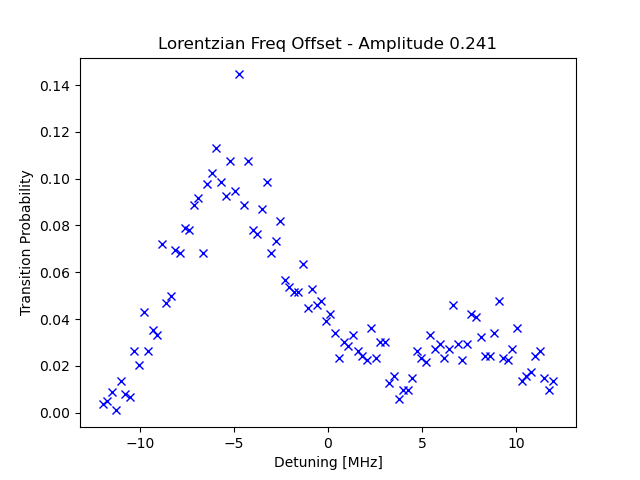 Lorentzian Freq Offset - Amplitude 0.241
0.14
0.12
0.10
0.08
0.06
0.04
0.02
0.00
Transition Probability
−10 −5 0 5 10
Detuning [MHz]